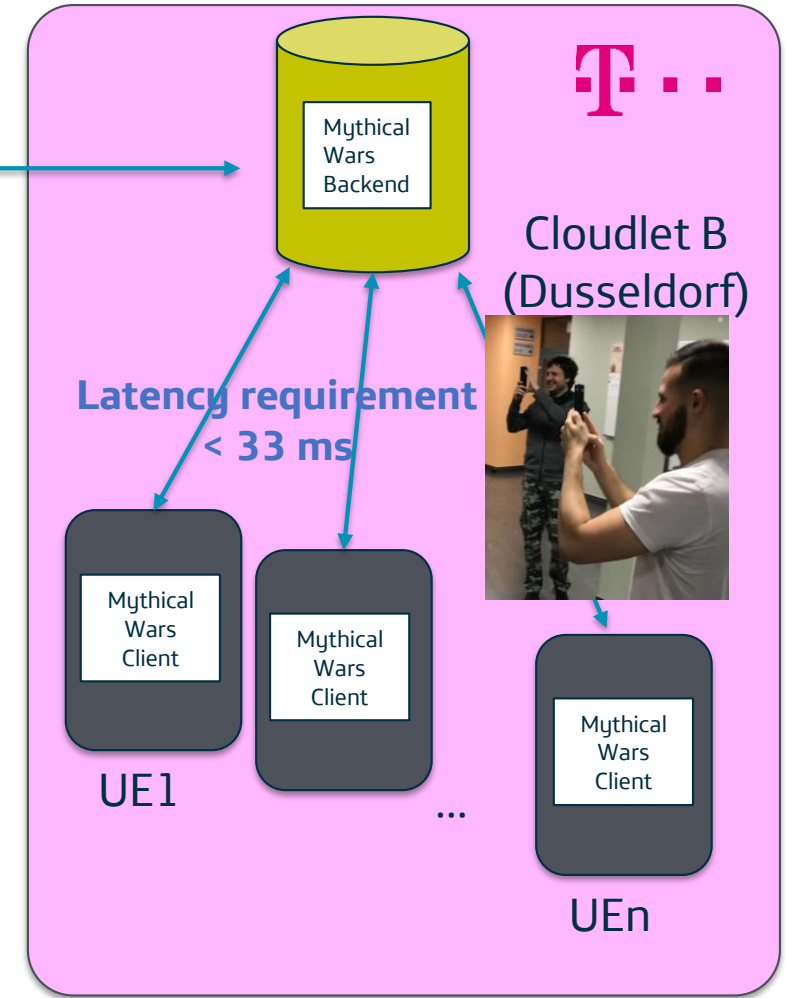 Mythical
Wars
Backend
T
Cloudlet B
(Dusseldorf)
Latency requirement
< 33 ms
Mythical
Wars
Client
UE1
Mythical
Wars
Client
...
Mythical
Wars
Client
UEn